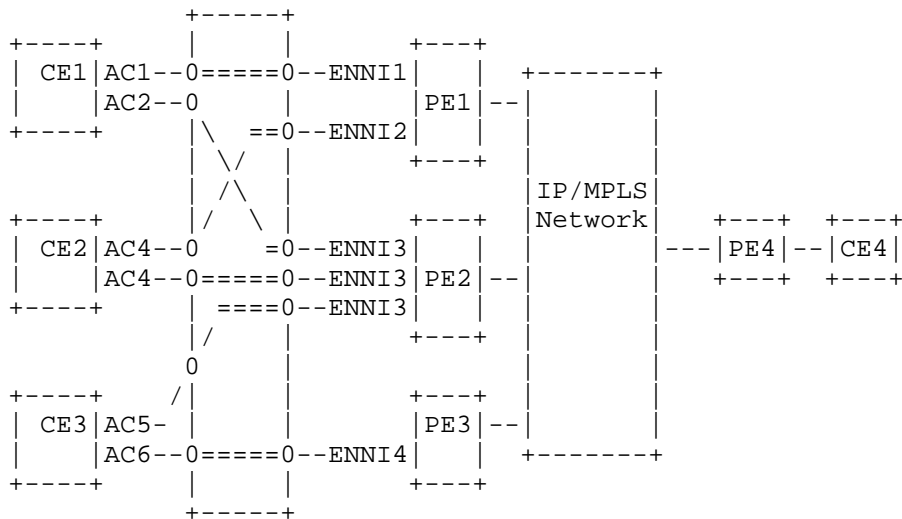 CE1 AC1--0=====0--ENNI1
AC2--0 PE1
==0--ENNI2
IP/MPLS
Network
CE2 AC4--0 =0--ENNI3 PE4 CE4
AC4--0=====0--ENNI3 PE2
====0--ENNI3
0
CE3 AC5- PE3
AC6--0=====0--ENNI4